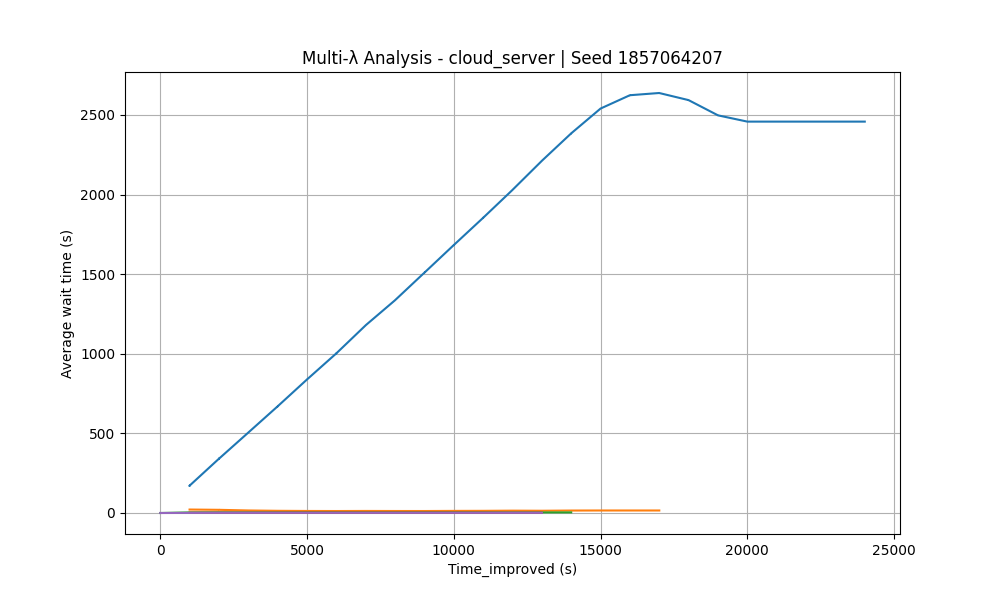 Multi-λ Analysis - cloud_server | Seed 1857064207
Average wait time (s)
2500
2000
1500
1000
500
0
0 5000 10000 15000 20000 25000
Time_improved (s)